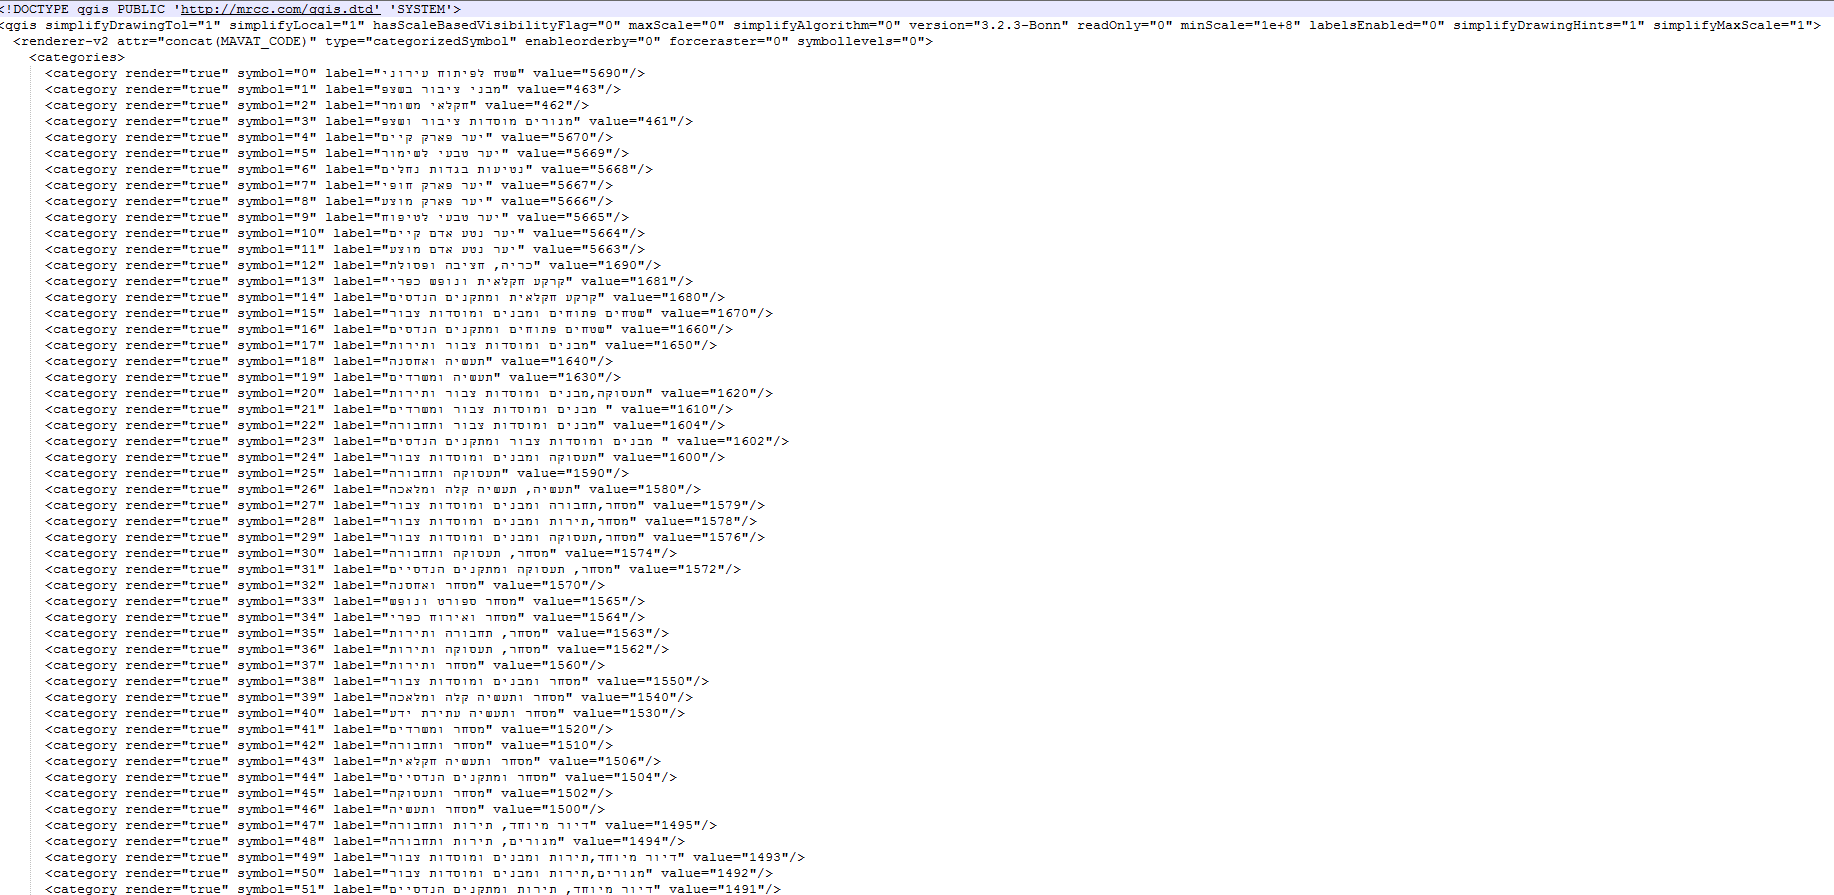 <!DOCTYPE qgis PUBLIC 'http://mrcc.com/qgis.dtd' 'SYSTEM'>
<qgis simplifyDrawingTol="1" simplifyLocal="1" hasScaleBasedVisibilityFlag="0" maxScale="0" simplifyAlgorithm="0" version="3.2.3-Bonn" readOnly="0" minScale="1e+8" labelsEnabled="0" simplifyDrawingHints="1" simplifyMaxScale="1">
<renderer-v2 attr="concat(MAVAT_CODE)" type="categorizedSymbol" enableorderby="0" forceraster="0" symbollevels="0">
<categories>
<category render="true" symbol="0" label="שטח לפיתוח עירוני" value="5690"/>
<category render="true" symbol="1" label="מבני ציבור בשצפ" value="463"/>
<category render="true" symbol="2" label="חקלאי משומר" value="462"/>
<category render="true" symbol="3" label="מגורים מוסדות ציבור ושצפ" value="461"/>
<category render="true" symbol="4" label="יער פארק קיים" value="5670"/>
<category render="true" symbol="5" label="יער טבעי לשימור" value="5669"/>
<category render="true" symbol="6" label="נטיעות בגדות נחלים" value="5668"/>
<category render="true" symbol="7" label="יער פארק חופי" value="5667"/>
<category render="true" symbol="8" label="יער פארק מוצע" value="5666"/>
<category render="true" symbol="9" label="יער טבעי לטיפוח" value="5665"/>
<category render="true" symbol="10" label="יער נטע אדם קיים" value="5664"/>
<category render="true" symbol="11" label="יער נטע אדם מוצע" value="5663"/>
<category render="true" symbol="12" label="כריה, חציבה ופסולת" value="1690"/>
<category render="true" symbol="13" label="קרקע חקלאית ונופש כפרי" value="1681"/>
<category render="true" symbol="14" label="קרקע חקלאית ומתקנים הנדסים" value="1680"/>
<category render="true" symbol="15" label="שטחים פתוחים ומבנים ומוסדות צבור" value="1670"/>
<category render="true" symbol="16" label="שטחים פתוחים ומתקנים הנדסים" value="1660"/>
<category render="true" symbol="17" label="מבנים ומוסדות צבור ותירות" value="1650"/>
<category render="true" symbol="18" label="תעשיה ואחסנה" value="1640"/>
<category render="true" symbol="19" label="תעשיה ומשרדים" value="1630"/>
<category render="true" symbol="20" label="תעסוקה,מבנים ומוסדות צבור ותירות" value="1620"/>
<category render="true" symbol="21" label="מבנים ומוסדות צבור ומשרדים " value="1610"/>
<category render="true" symbol="22" label="מבנים ומוסדות צבור ותחבורה" value="1604"/>
<category render="true" symbol="23" label="מבנים ומוסדות צבור ומתקנים הנדסים " value="1602"/>
<category render="true" symbol="24" label="תעסוקה ומבנים ומוסדות צבור" value="1600"/>
<category render="true" symbol="25" label="תעסוקה ותחבורה" value="1590"/>
<category render="true" symbol="26" label="תעשיה, תעשיה קלה ומלאכה" value="1580"/>
<category render="true" symbol="27" label="מסחר,תחבורה ומבנים ומוסדות צבור" value="1579"/>
<category render="true" symbol="28" label="מסחר,תירות ומבנים ומוסדות צבור" value="1578"/>
<category render="true" symbol="29" label="מסחר,תעסוקה ומבנים ומוסדות צבור" value="1576"/>
<category render="true" symbol="30" label="מסחר, תעסוקה ותחבורה" value="1574"/>
<category render="true" symbol="31" label="מסחר, תעסוקה ומתקנים הנדסיים" value="1572"/>
<category render="true" symbol="32" label="מסחר ואחסנה" value="1570"/>
<category render="true" symbol="33" label="מסחר ספורט ונופש" value="1565"/>
<category render="true" symbol="34" label="מסחר ואירוח כפרי" value="1564"/>
<category render="true" symbol="35" label="מסחר, תחבורה ותירות" value="1563"/>
<category render="true" symbol="36" label="מסחר, תעסוקה ותירות" value="1562"/>
<category render="true" symbol="37" label="מסחר ותירות" value="1560"/>
<category render="true" symbol="38" label="מסחר ומבנים ומוסדות צבור" value="1550"/>
<category render="true" symbol="39" label="מסחר ותעשיה קלה ומלאכה" value="1540"/>
<category render="true" symbol="40" label="מסחר ותעשיה עתירת ידע" value="1530"/>
<category render="true" symbol="41" label="מסחר ומשרדים" value="1520"/>
<category render="true" symbol="42" label="מסחר ותחבורה" value="1510"/>
<category render="true" symbol="43" label="מסחר ותעשיה חקלאית" value="1506"/>
<category render="true" symbol="44" label="מסחר ומתקנים הנדסיים" value="1504"/>
<category render="true" symbol="45" label="מסחר ותעסוקה" value="1502"/>
<category render="true" symbol="46" label="מסחר ותעשיה" value="1500"/>
<category render="true" symbol="47" label="דיור מיוחד, תירות ותחבורה" value="1495"/>
<category render="true" symbol="48" label="מגורים, תירות ותחבורה" value="1494"/>
<category render="true" symbol="49" label="דיור מיוחד,תירות ומבנים ומוסדות צבור" value="1493"/>
<category render="true" symbol="50" label="מגורים,תירות ומבנים ומוסדות צבור" value="1492"/>
<category render="true" symbol="51" label="דיור מיוחד, תירות ומתקנים הנדסיים" value="1491"/>